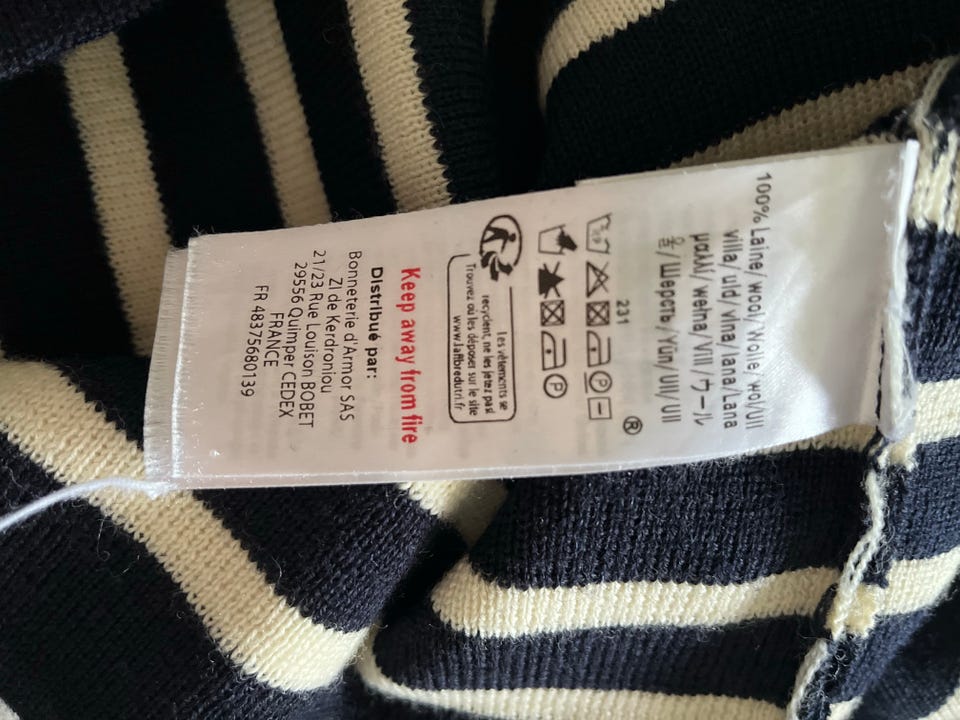 100% Laine/ wool/ Wolle/ wol/ull
villa/ uld/ vlna/ lana/Lana
μαλλί/ wełna/ Vill / ウール
울/ Шерсть / Yün/ Ull/ Ull
®
231
P
P
Les vêtements se
recyclent, ne les jetez pas!
Trouvez où les déposer sur le site
www.lafibredutri.fr
Keep away from fire
Distribué par:
Bonneterie d'Armor SAS
ZI de Kerdroniou
21/23 Rue Louison BOBET
29556 Quimper CEDEX
FRANCE
FR 48375680139